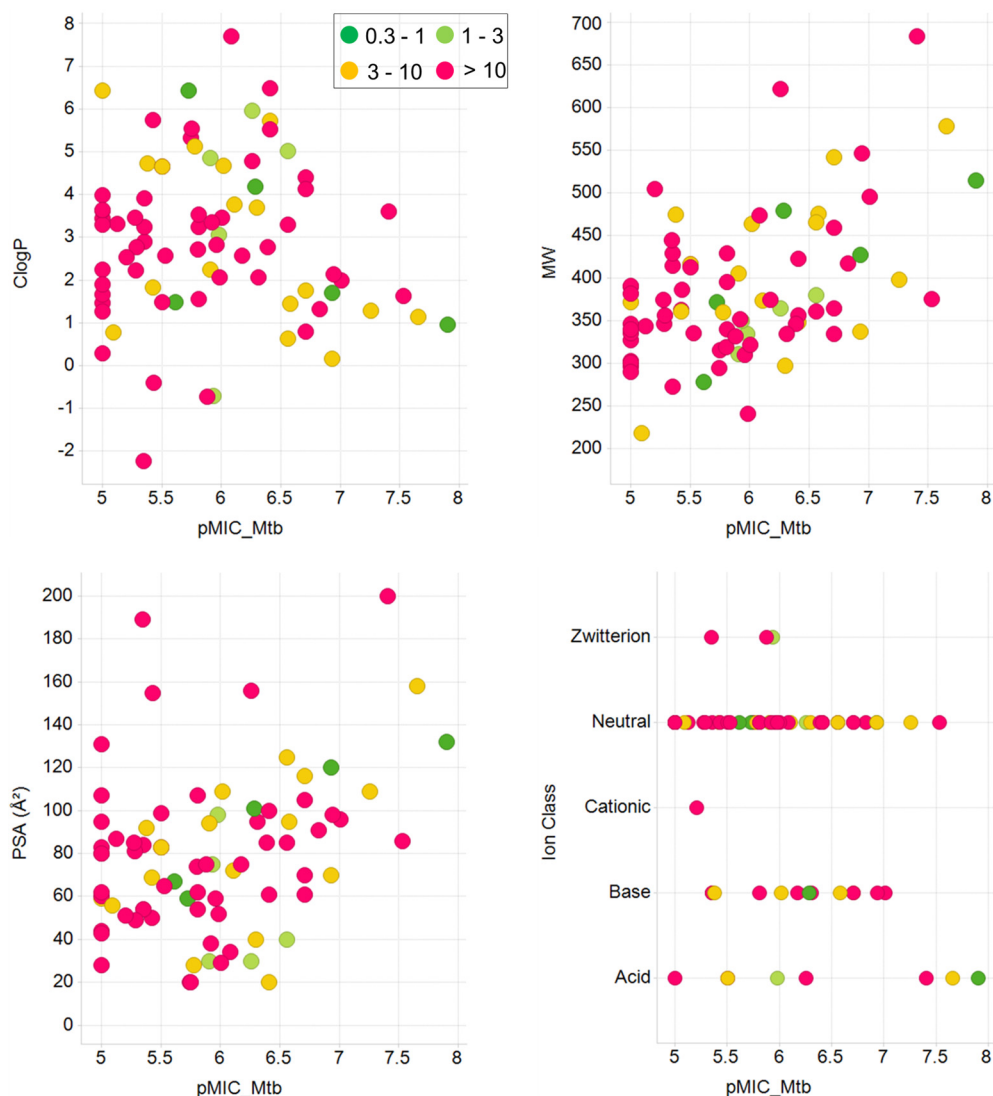 8
7
6
5
4
3
2
1
0
-1
-2
ClogP
0.3 - 1 1 - 3
3 - 10 > 10
5 5.5 6 6.5 7 7.5 8
pMIC_Mtb
700
650
600
550
500
450
400
350
300
250
200
MW
5 5.5 6 6.5 7 7.5 8
pMIC_Mtb
200
180
160
140
120
100
80
60
40
20
0
PSA (Å²)
5 5.5 6 6.5 7 7.5 8
pMIC_Mtb
Zwitterion
Neutral
Cationic
Base
Acid
Ion Class
5 5.5 6 6.5 7 7.5 8
pMIC_Mtb